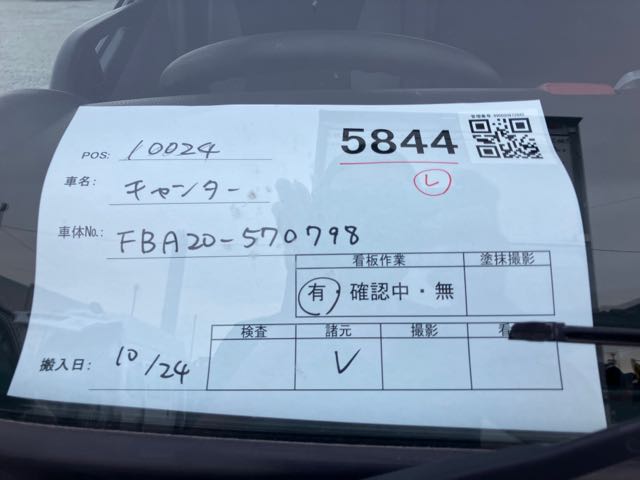 5844
POS: 10024
Ⓛ
車名: キャンター
車体No.: FBA20-570798
看板作業 塗抹撮影
有・確認中・無
検査 諸元 撮影 看
搬入日: 10/24 V